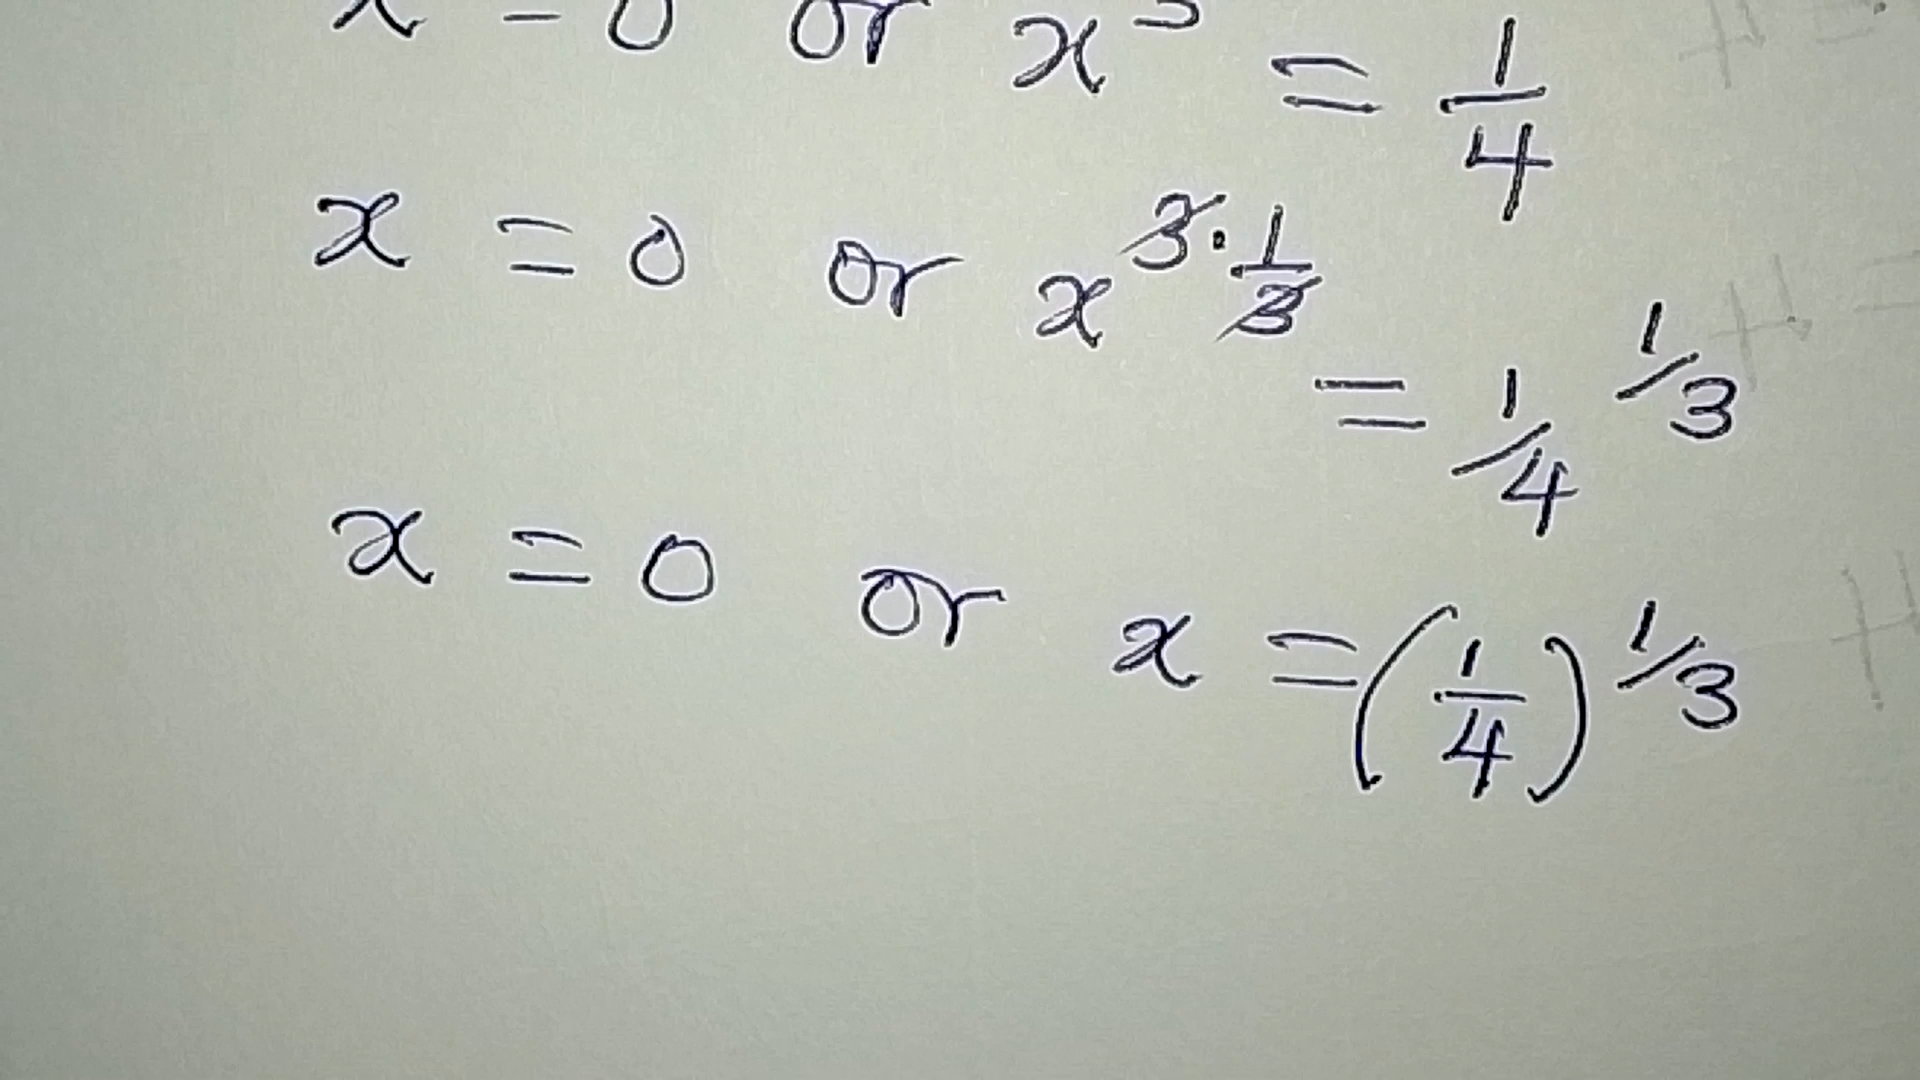 x = 0 or x³ = 1/4
x = 0 or x^(3·1/3) = 1/4^(1/3)
x = 0 or x = (1/4)^(1/3)